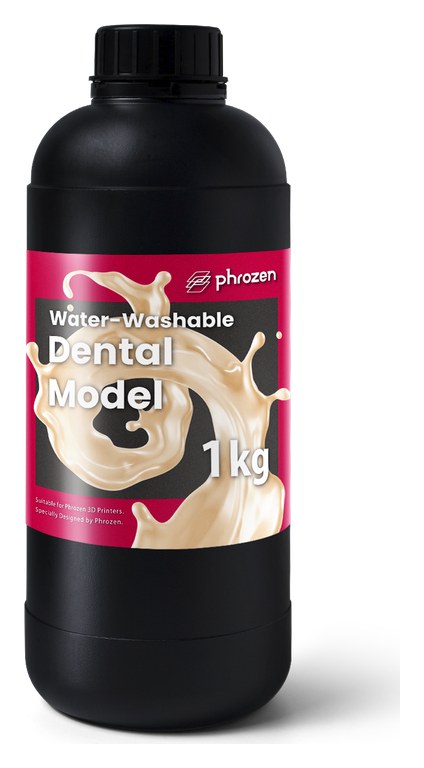 phrozen
Water-Washable
Dental
Model
1kg
Suitable for Phrozen 3D Printers.
Specially Designed by Phrozen.